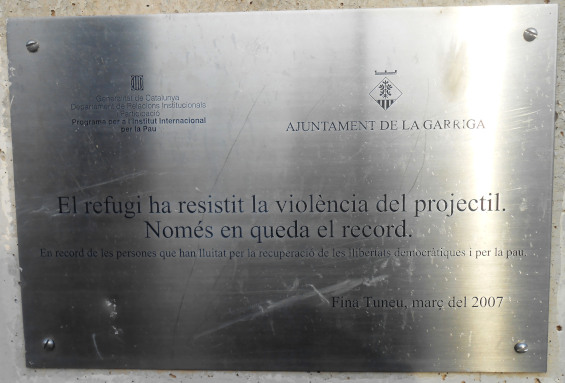 Generalitat de Catalunya
Departament de Relacions Institucionals
i Participació
Programa per a l'Institut Internacional
per la Pau
AJUNTAMENT DE LA GARRIGA
El refugi ha resistit la violència del projectil.
Només en queda el record.
En record de les persones que han lluitat per la recuperació de les llibertats democràtiques i per la pau.
Fina Tuneu, març del 2007